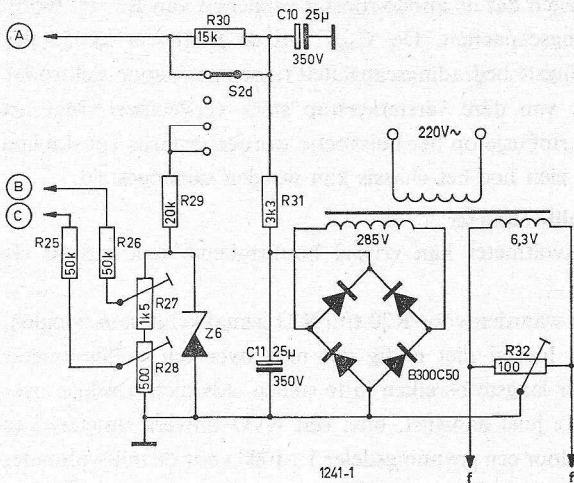 A
R30
15k
C10 25µ
350V
S2d
220V~
B
C
R29
20k
R31
3k3
R25
50k
R26
50k
285V
6,3V
R27
1k5
Z6
R28
500
C11 25µ
350V
B300C50
R32
100
1241-1
f
f